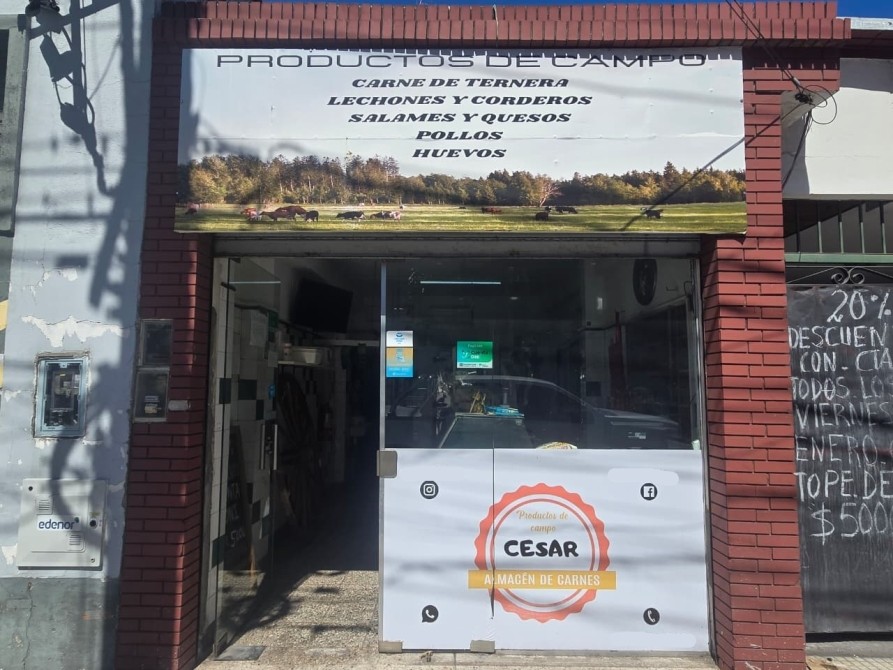 PRODUCTOS DE CAMPO
CARNE DE TERNERA
LECHONES Y CORDEROS
SALAMES Y QUESOS
POLLOS
HUEVOS
edenor
Productos de
campo
CESAR
ALMACÉN DE CARNES
20%
DESCUEN
CON-CTA
TODOS LOS
VIERNES
ENERO
TOPE DE
$500